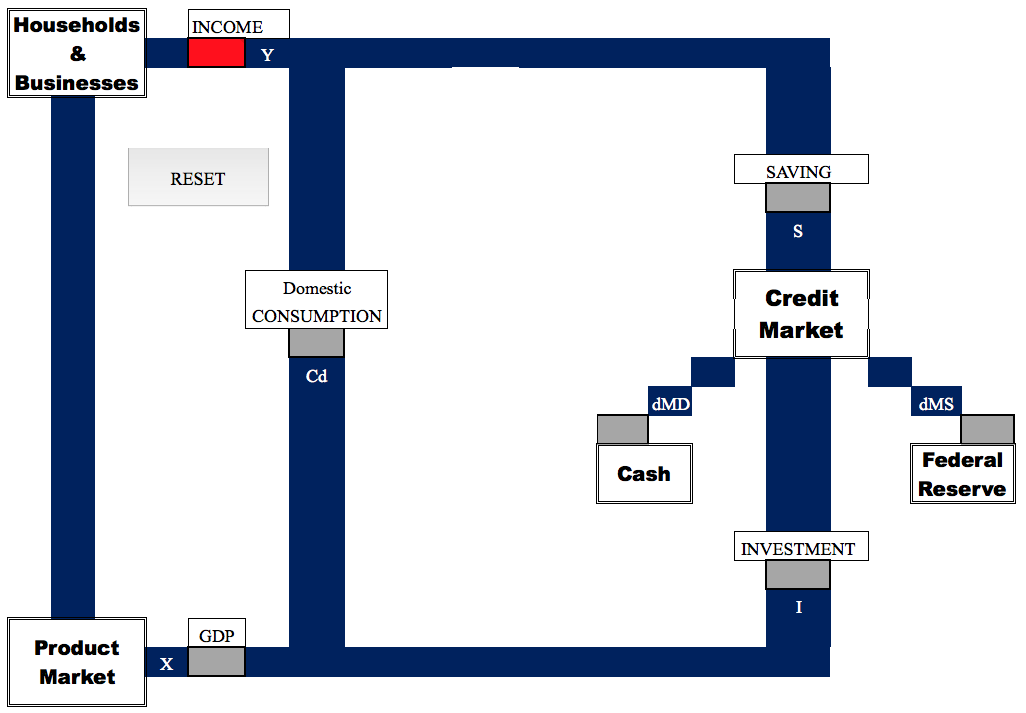 Households
&
Businesses
INCOME
Y
RESET
SAVING
S
Domestic
CONSUMPTION
Cd
Credit
Market
dMD
dMS
Cash
Federal
Reserve
INVESTMENT
I
GDP
X
Product
Market